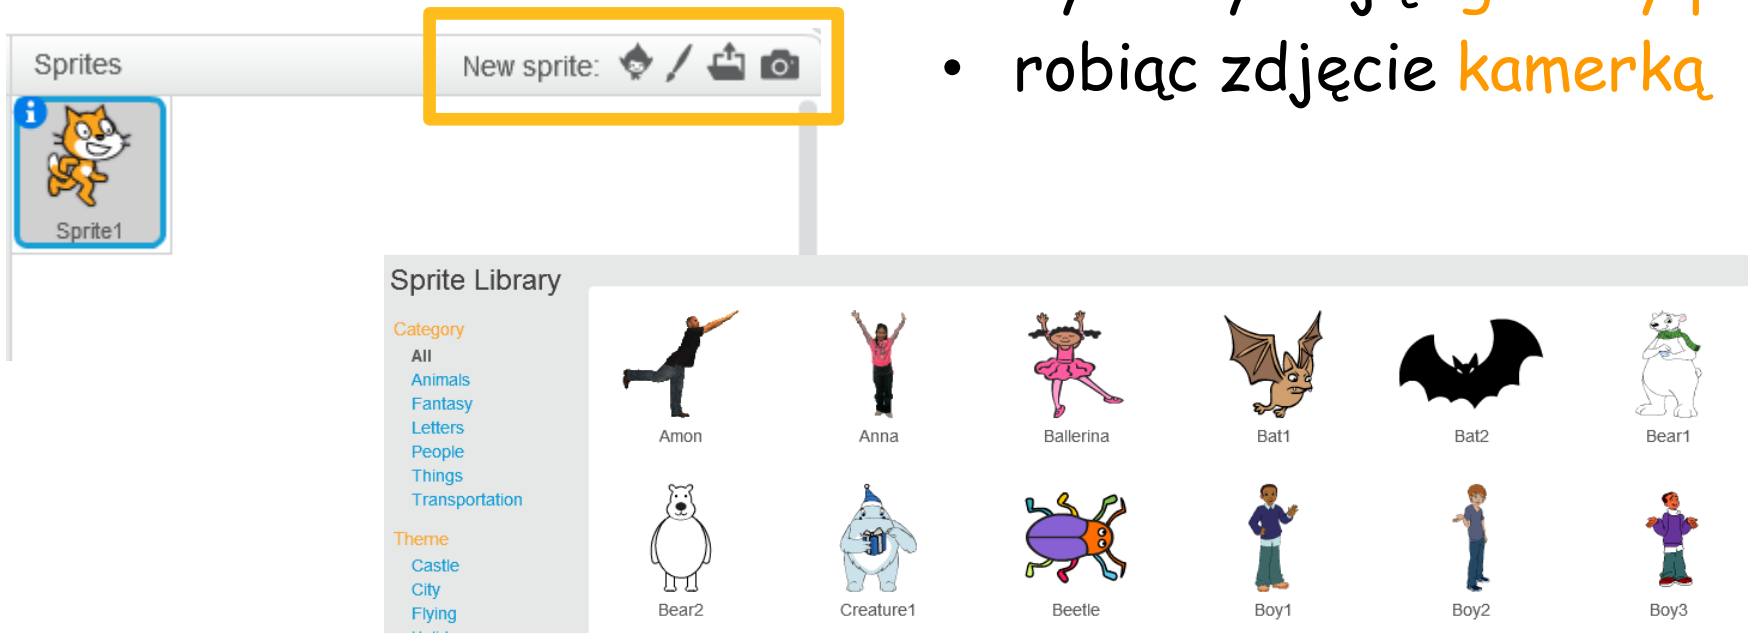 • robiąc zdjęcie kamerką
Sprites
New sprite:
Sprite1
Sprite Library
Category
All
Animals
Fantasy
Letters
People
Things
Transportation
Theme
Castle
City
Flying
Amon
Anna
Ballerina
Bat1
Bat2
Bear1
Bear2
Creature1
Beetle
Boy1
Boy2
Boy3